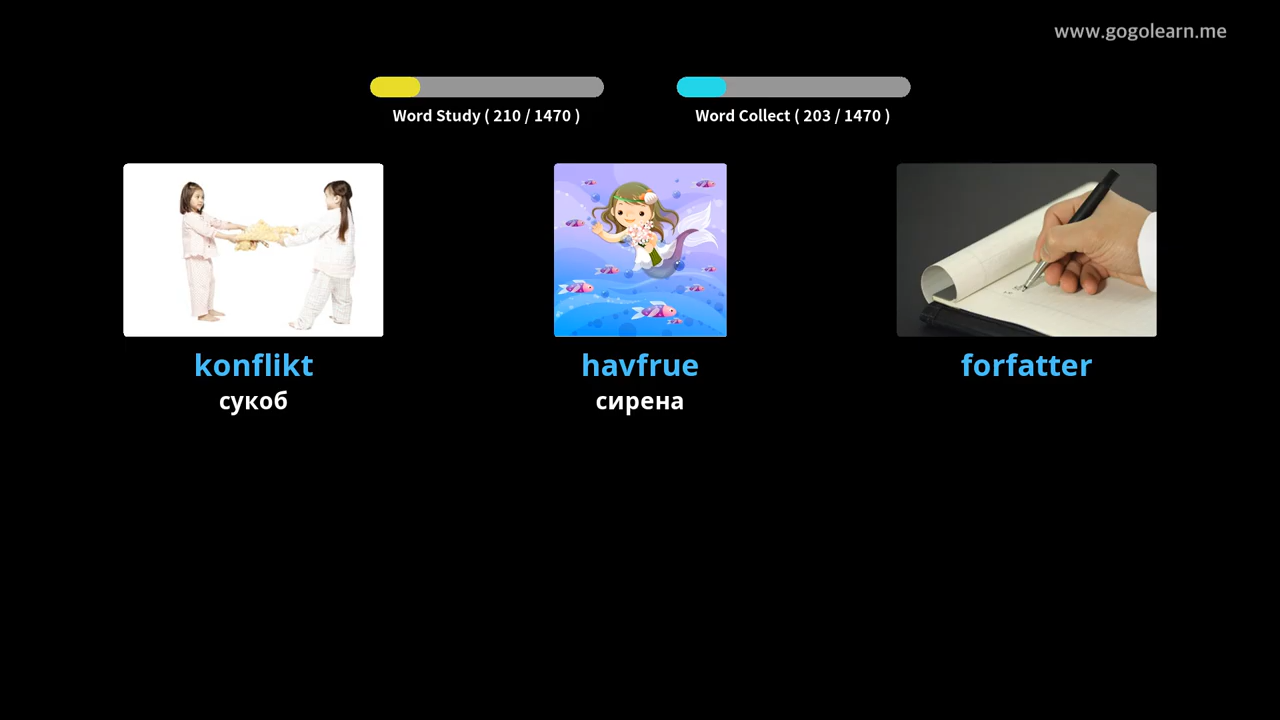 www.gogolearn.me
Word Study ( 210 / 1470 )
Word Collect ( 203 / 1470 )
konflikt
сукоб
havfrue
сирена
forfatter